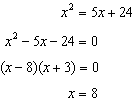 x² = 5x + 24
x² − 5x − 24 = 0
(x − 8)(x + 3) = 0
x = 8